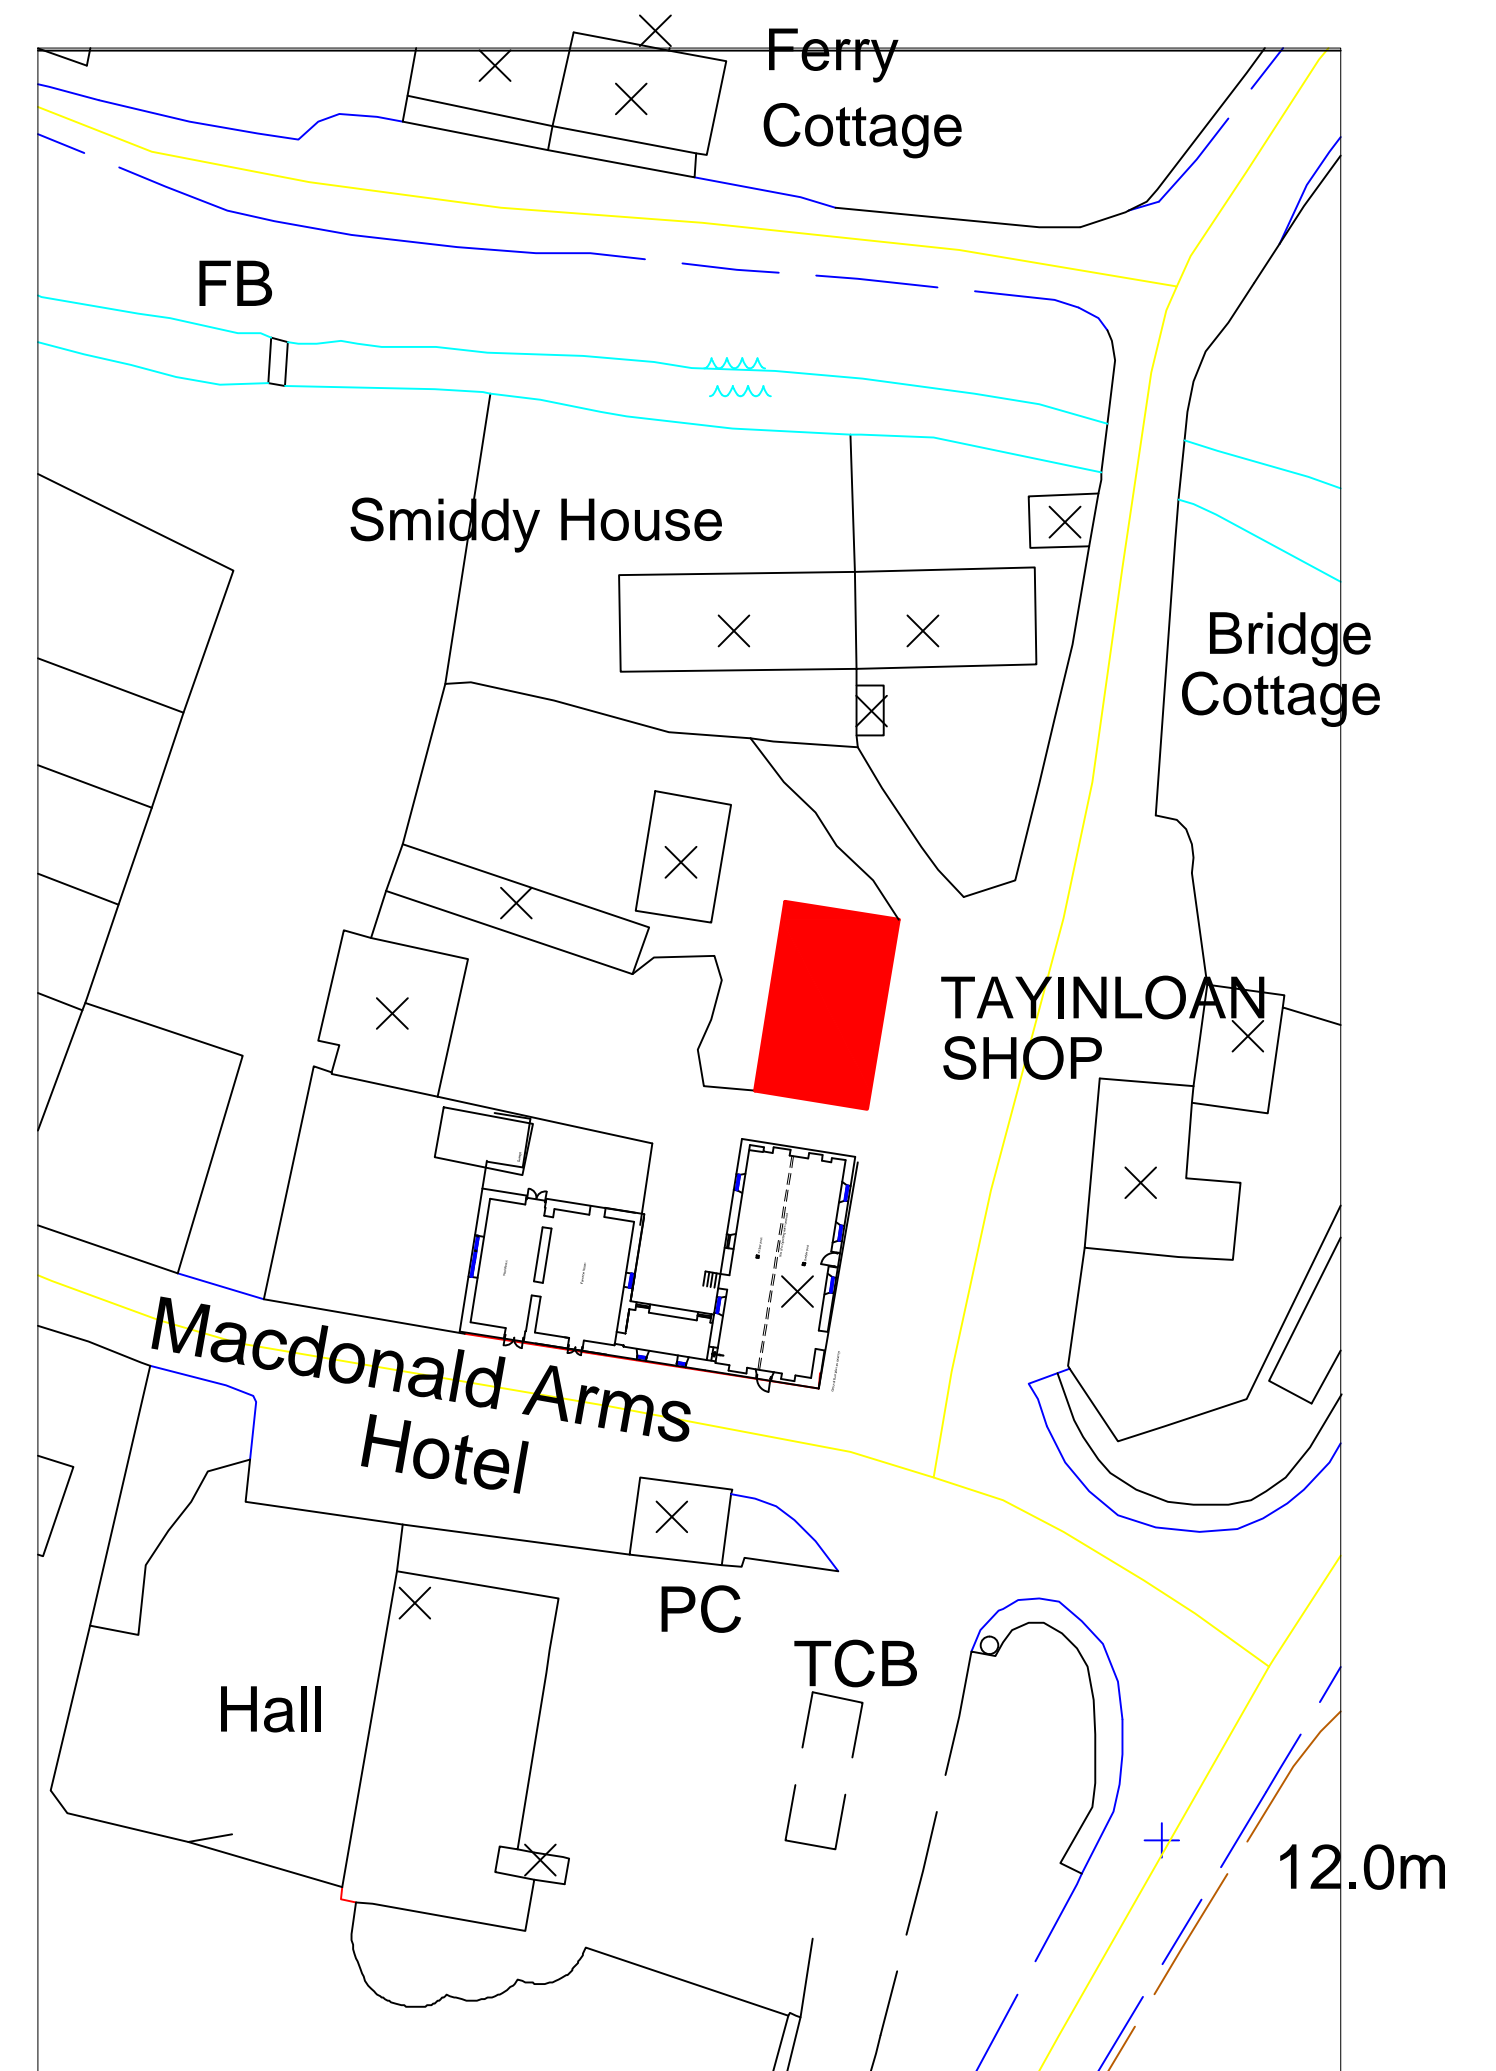 Ferry
Cottage
FB
Smiddy House
Bridge
Cottage
TAYINLOAN
SHOP
Macdonald Arms
Hotel
PC
TCB
Hall
12.0m